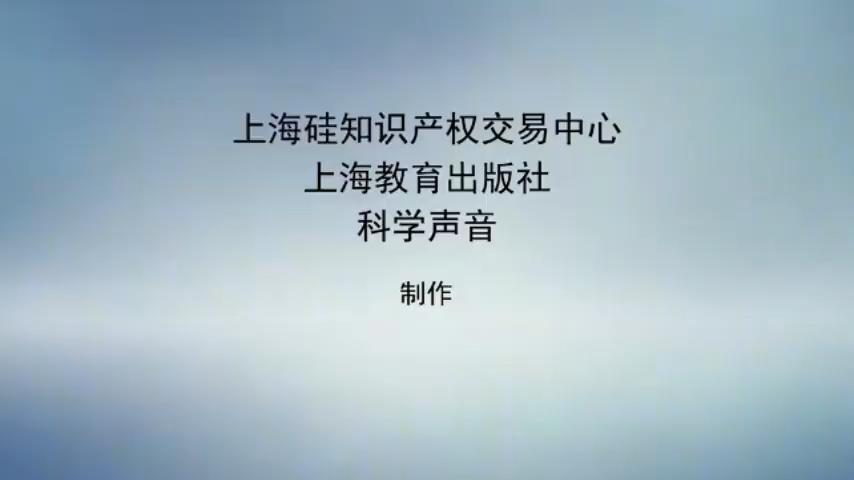 上海硅知识产权交易中心
上海教育出版社
科学声音
制作